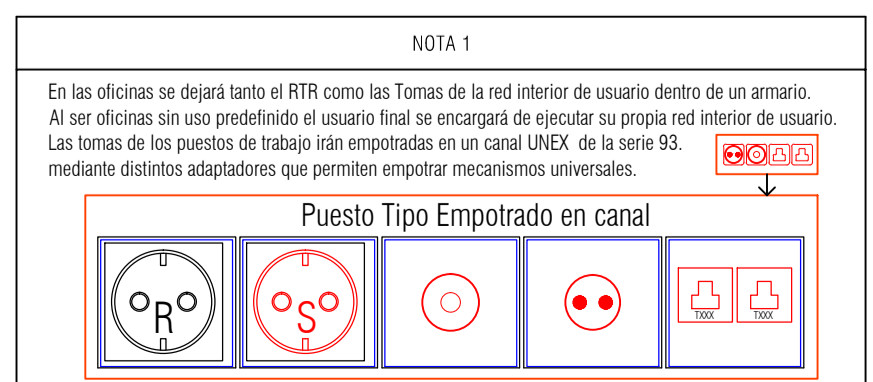 NOTA 1
En las oficinas se dejará tanto el RTR como las Tomas de la red interior de usuario dentro de un armario.
Al ser oficinas sin uso predefinido el usuario final se encargará de ejecutar su propia red interior de usuario.
Las tomas de los puestos de trabajo irán empotradas en un canal UNEX de la serie 93.
mediante distintos adaptadores que permiten empotrar mecanismos universales.
Puesto Tipo Empotrado en canal
R S
TXXX TXXX